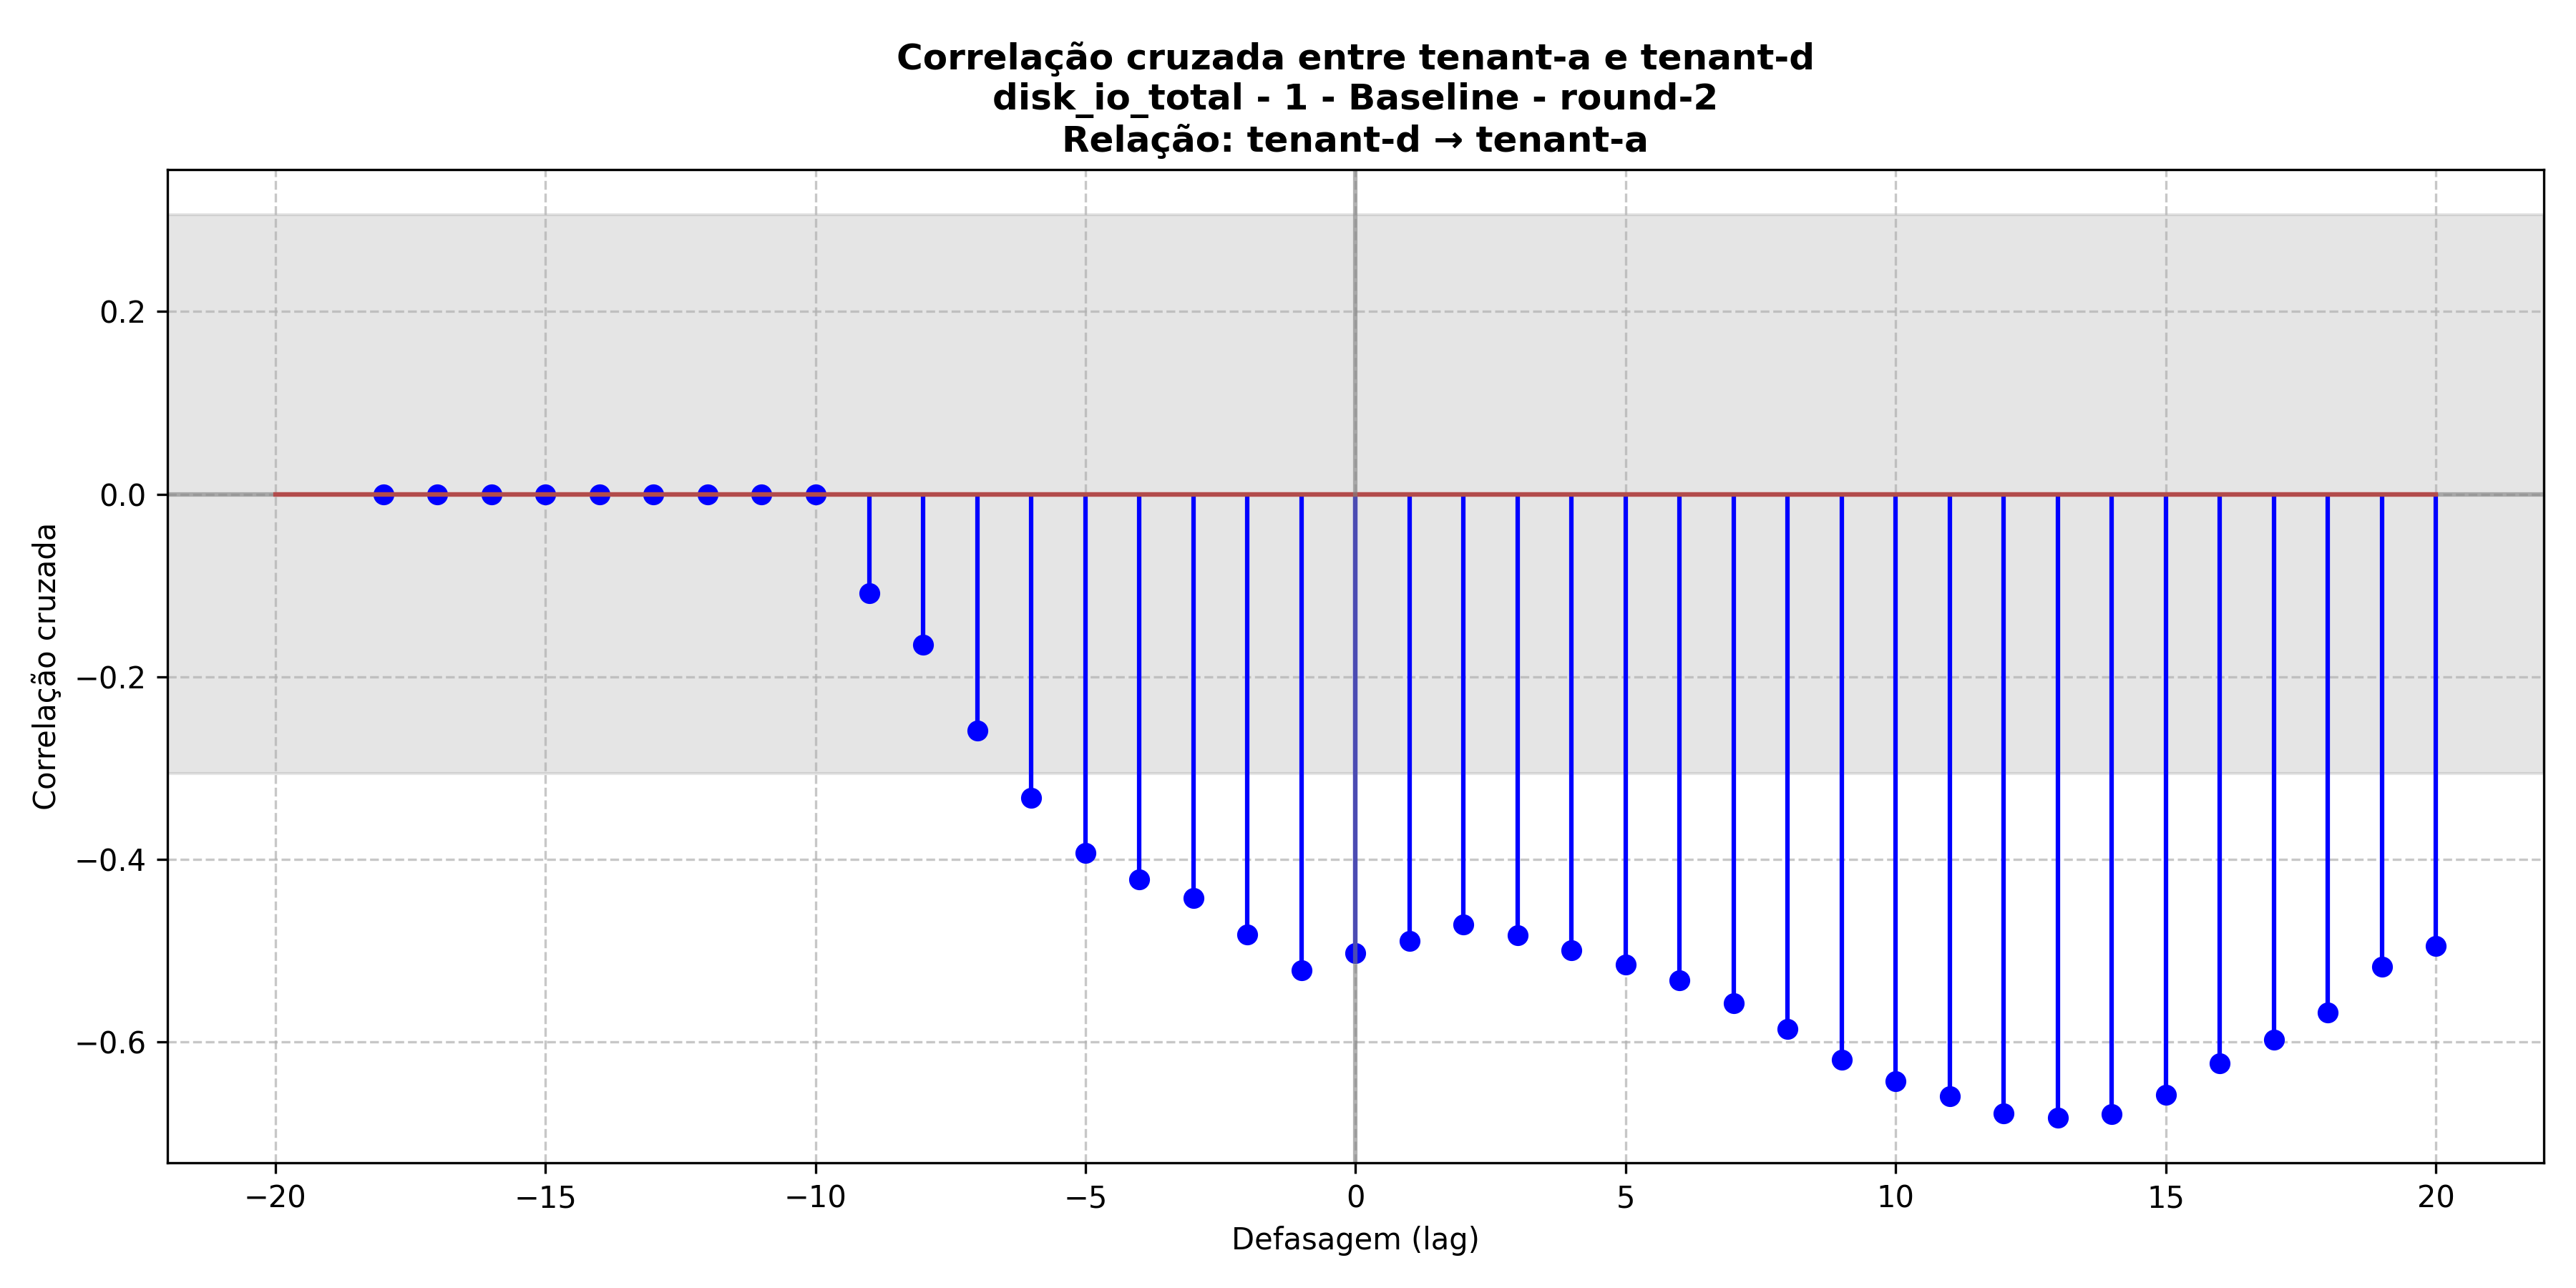 Correlação cruzada entre tenant-a e tenant-d
disk_io_total - 1 - Baseline - round-2
Relação: tenant-d → tenant-a
Correlação cruzada
0.2
0.0
−0.2
−0.4
−0.6
−20
−15
−10
−5
0
5
10
15
20
Defasagem (lag)